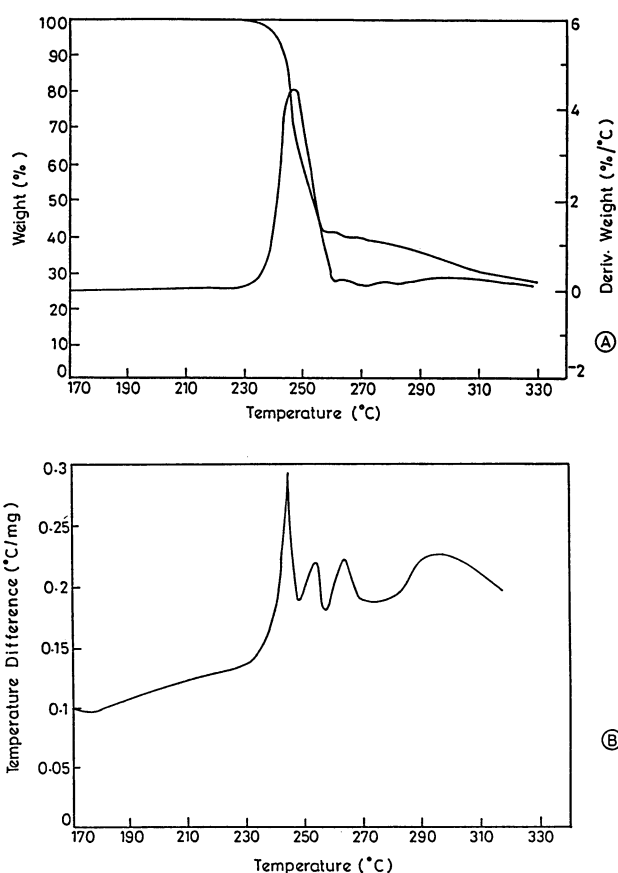 100
90
80
70
60
50
40
30
20
10
0
Weight (%)
6
4
2
0
-2
Deriv. Weight (%/°C)
170 190 210 230 250 270 290 310 330
Temperature (°C)
A
0.3
0.25
0.2
0.15
0.1
0.05
0
Temperature Difference (°C/mg)
170 190 210 230 250 270 290 310 330
Temperature (°C)
B